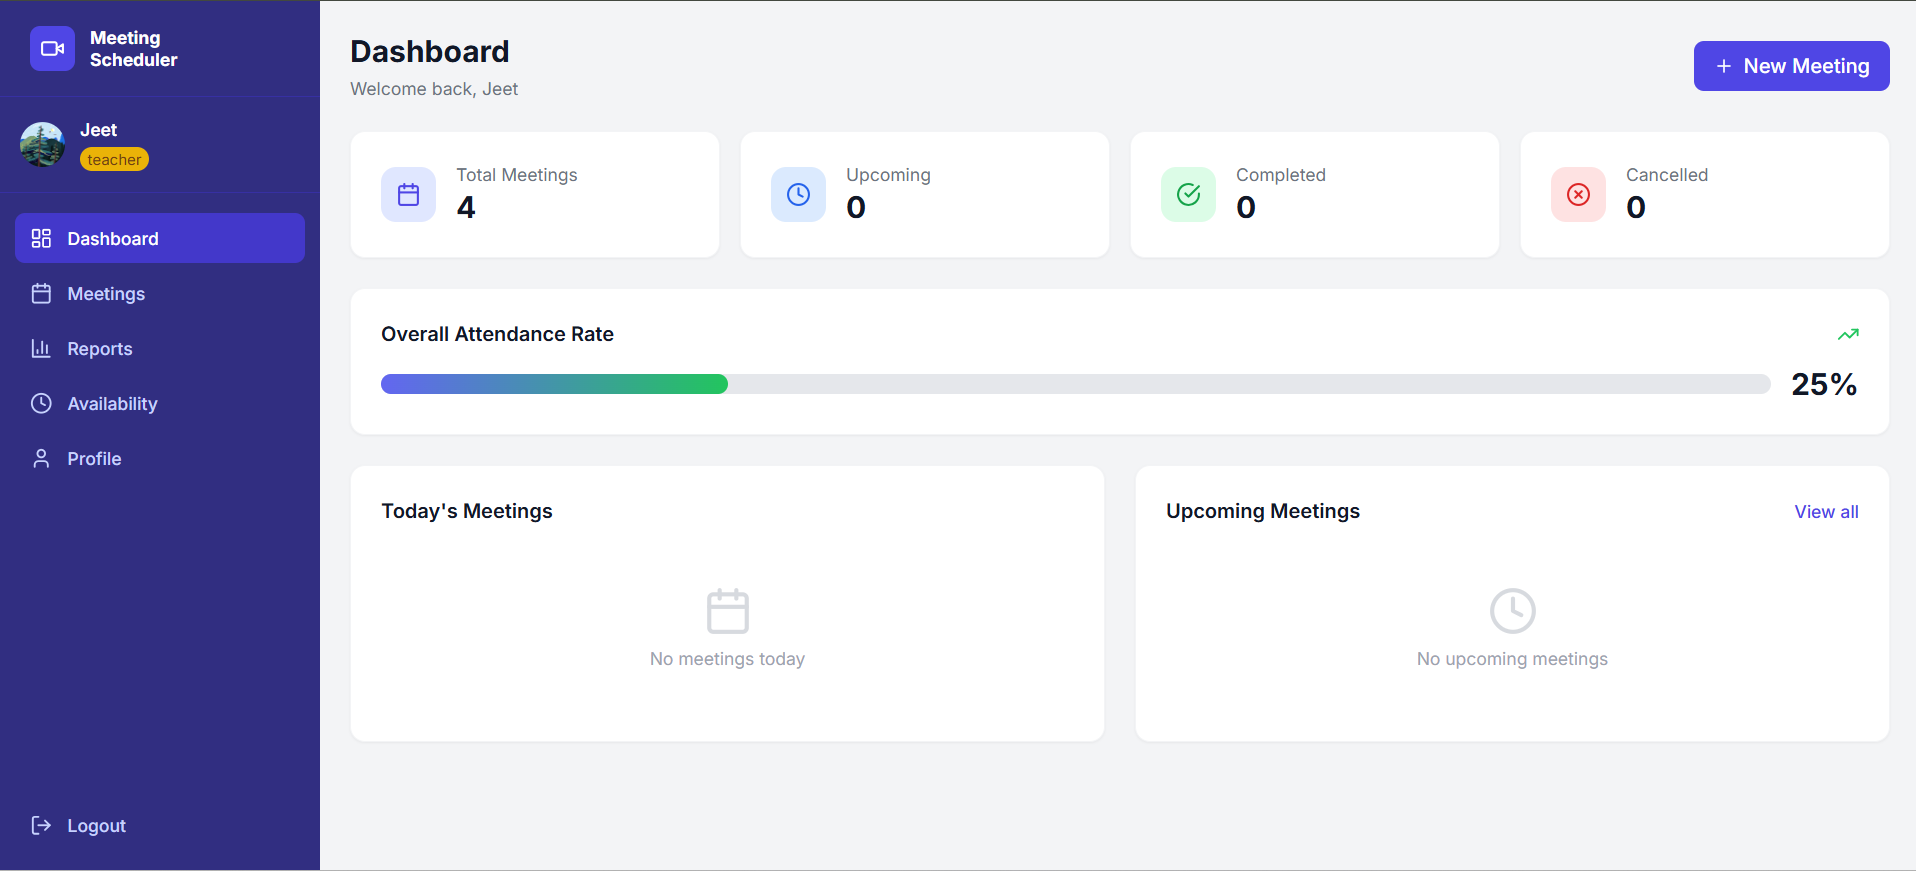 Meeting
Scheduler
Jeet
teacher
Dashboard
Meetings
Reports
Availability
Profile
Logout
Dashboard
Welcome back, Jeet
New Meeting
Total Meetings
4
Upcoming
0
Completed
0
Cancelled
0
Overall Attendance Rate
25%
Today's Meetings
No meetings today
Upcoming Meetings
View all
No upcoming meetings